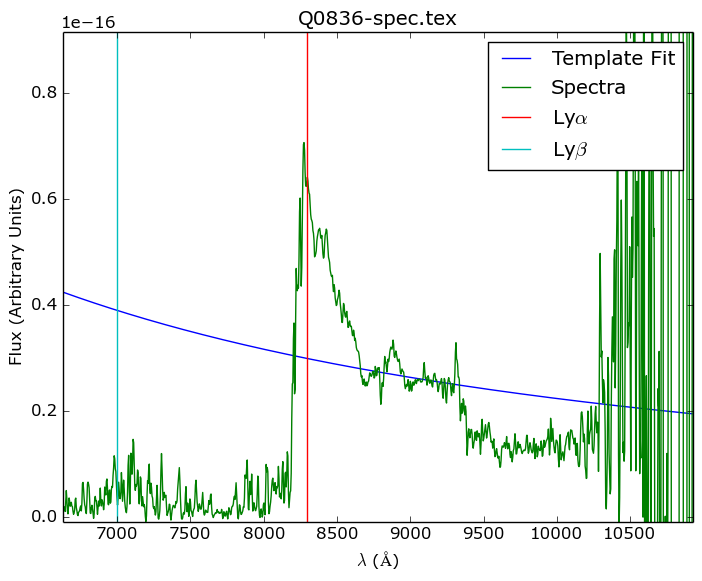 Q0836-spec.tex
1e−16
Template Fit
Spectra
Lyα
Lyβ
0.8
0.6
0.4
0.2
0.0
Flux (Arbitrary Units)
7000 7500 8000 8500 9000 9500 10000 10500
λ (Å)